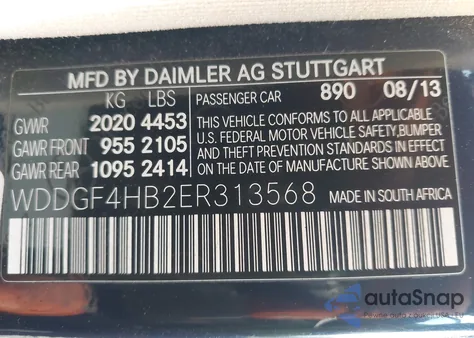 MFD BY DAIMLER AG STUTTGART
KG LBS
GVWR 2020 4453
GAWR FRONT 955 2105
GAWR REAR 1095 2414
PASSENGER CAR 890 08/13
THIS VEHICLE CONFORMS TO ALL APPLICABLE
U.S. FEDERAL MOTOR VEHICLE SAFETY, BUMPER
AND THEFT PREVENTION STANDARDS IN EFFECT
ON THE DATE OF MANUFACTURE SHOWN ABOVE.
WDDGF4HB2ER313568 MADE IN SOUTH AFRICA
autoSnap